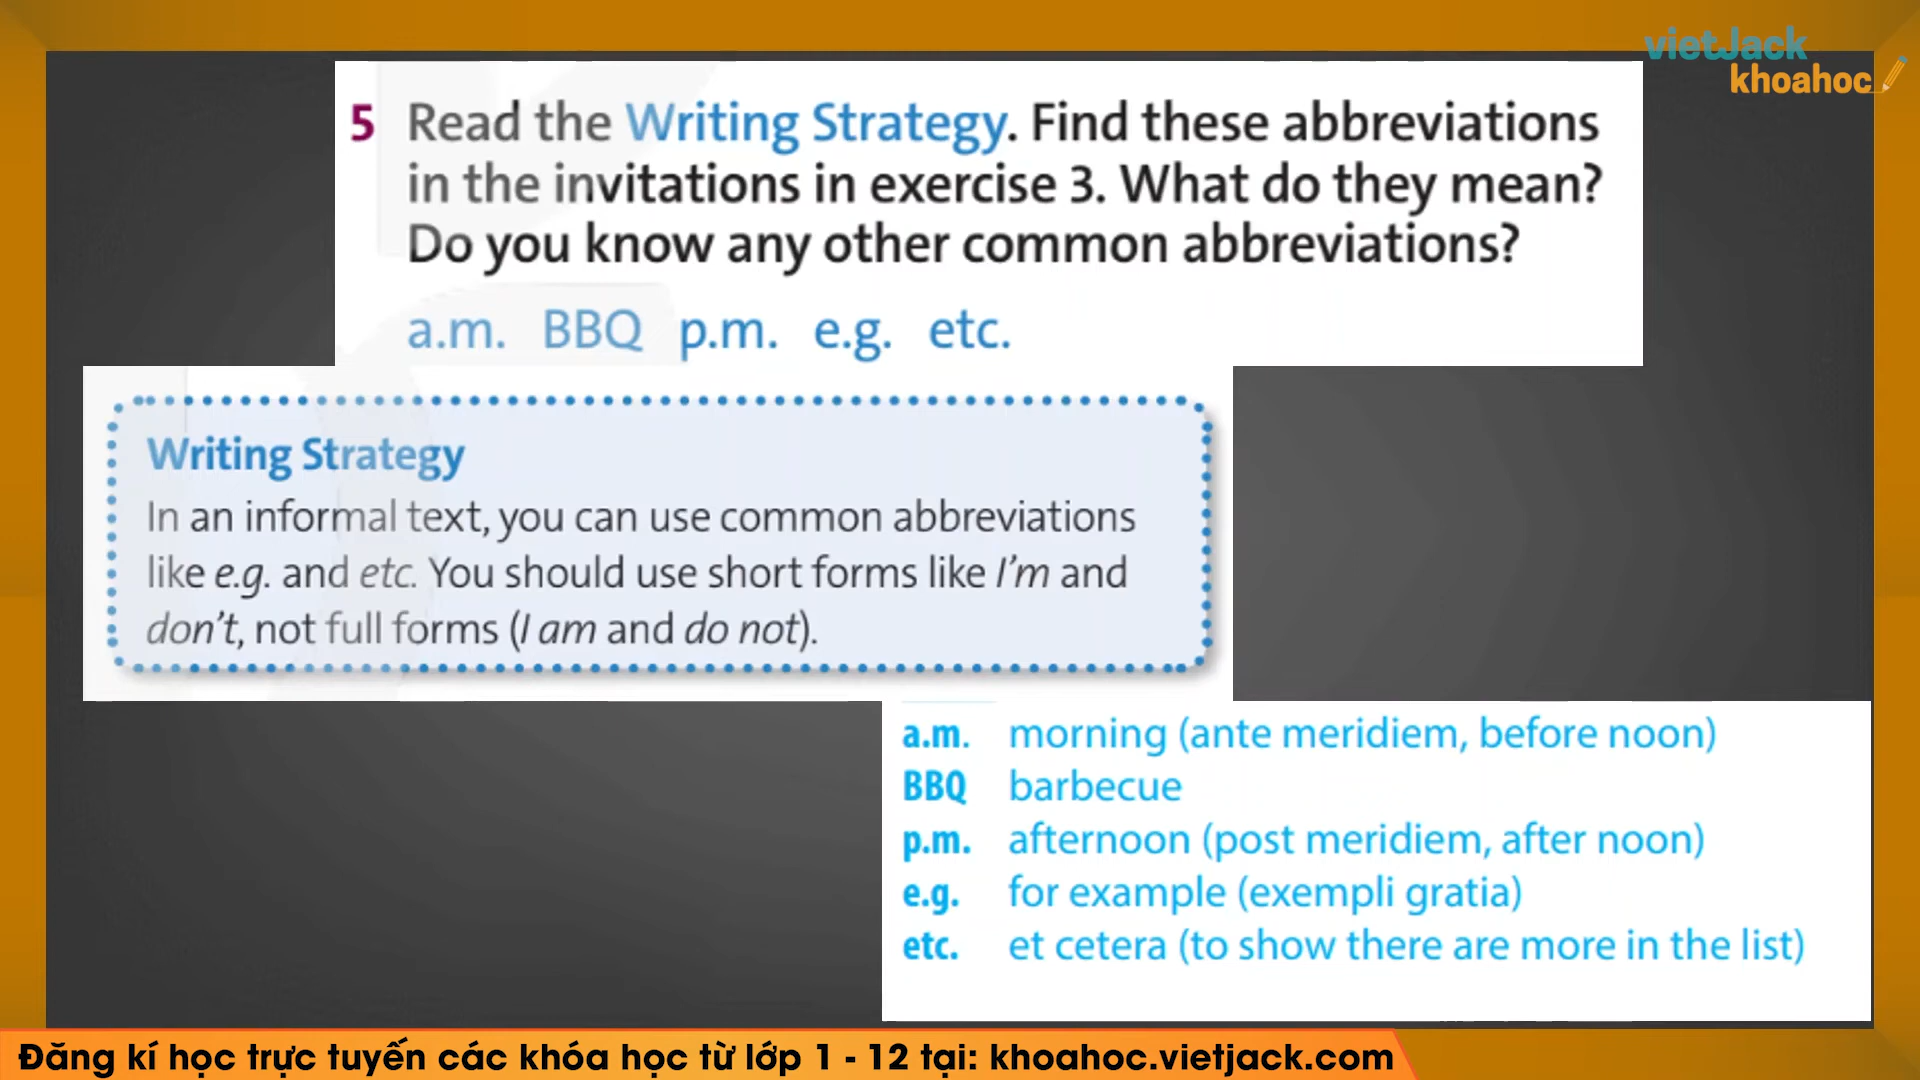 vietJack
khoahoc
5 Read the Writing Strategy. Find these abbreviations
in the invitations in exercise 3. What do they mean?
Do you know any other common abbreviations?
a.m. BBQ p.m. e.g. etc.
Writing Strategy
In an informal text, you can use common abbreviations
like e.g. and etc. You should use short forms like I'm and
don't, not full forms (I am and do not).
a.m. morning (ante meridiem, before noon)
BBQ barbecue
p.m. afternoon (post meridiem, after noon)
e.g. for example (exempli gratia)
etc. et cetera (to show there are more in the list)
Đăng kí học trực tuyến các khóa học từ lớp 1 - 12 tại: khoahoc.vietjack.com